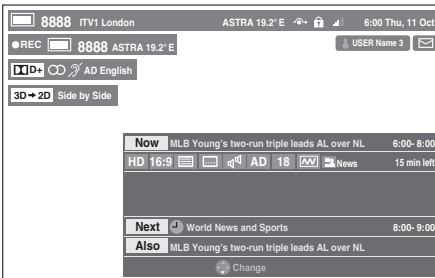 8888 ITV1 London ASTRA 19.2° E 6:00 Thu, 11 Oct
REC 8888 ASTRA 19.2° E USER Name 3
D+ AD English
3D➔2D Side by Side
Now MLB Young's two-run triple leads AL over NL 6:00- 8:00
HD 16:9 AD 18 News 15 min left
Next World News and Sports 8:00- 9:00
Also MLB Young's two-run triple leads AL over NL
Change